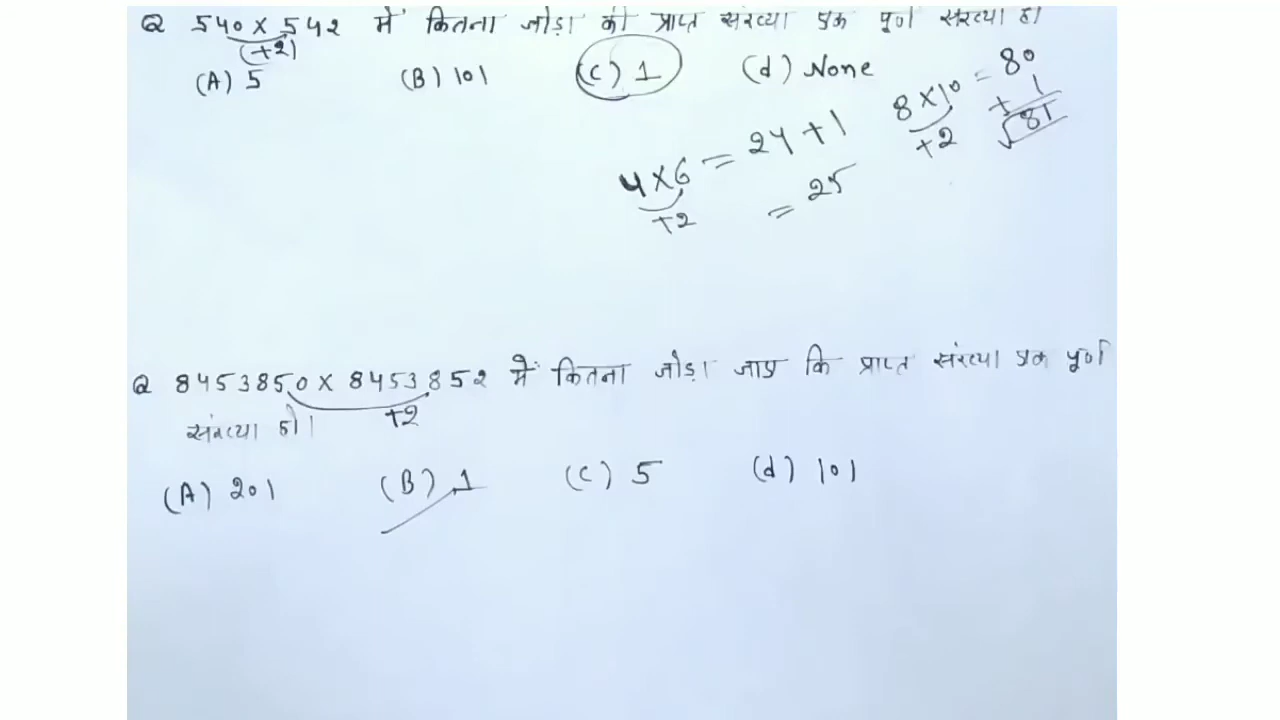 Q 540 × 542 में कितना जोड़ा की प्राप्त संख्या एक पूर्ण संख्या हो
(+2)
(A) 5 (B) 101 (C) 1 (d) None
4 × 6 = 24 + 1
+2
= 25
8 × 10 = 80
+2
+ 1
√81
Q 8453850 × 8453852 में कितना जोड़ा जाए कि प्राप्त संख्या एक पूर्ण
+2
संख्या हो।
(A) 201 (B) 1 (C) 5 (d) 101